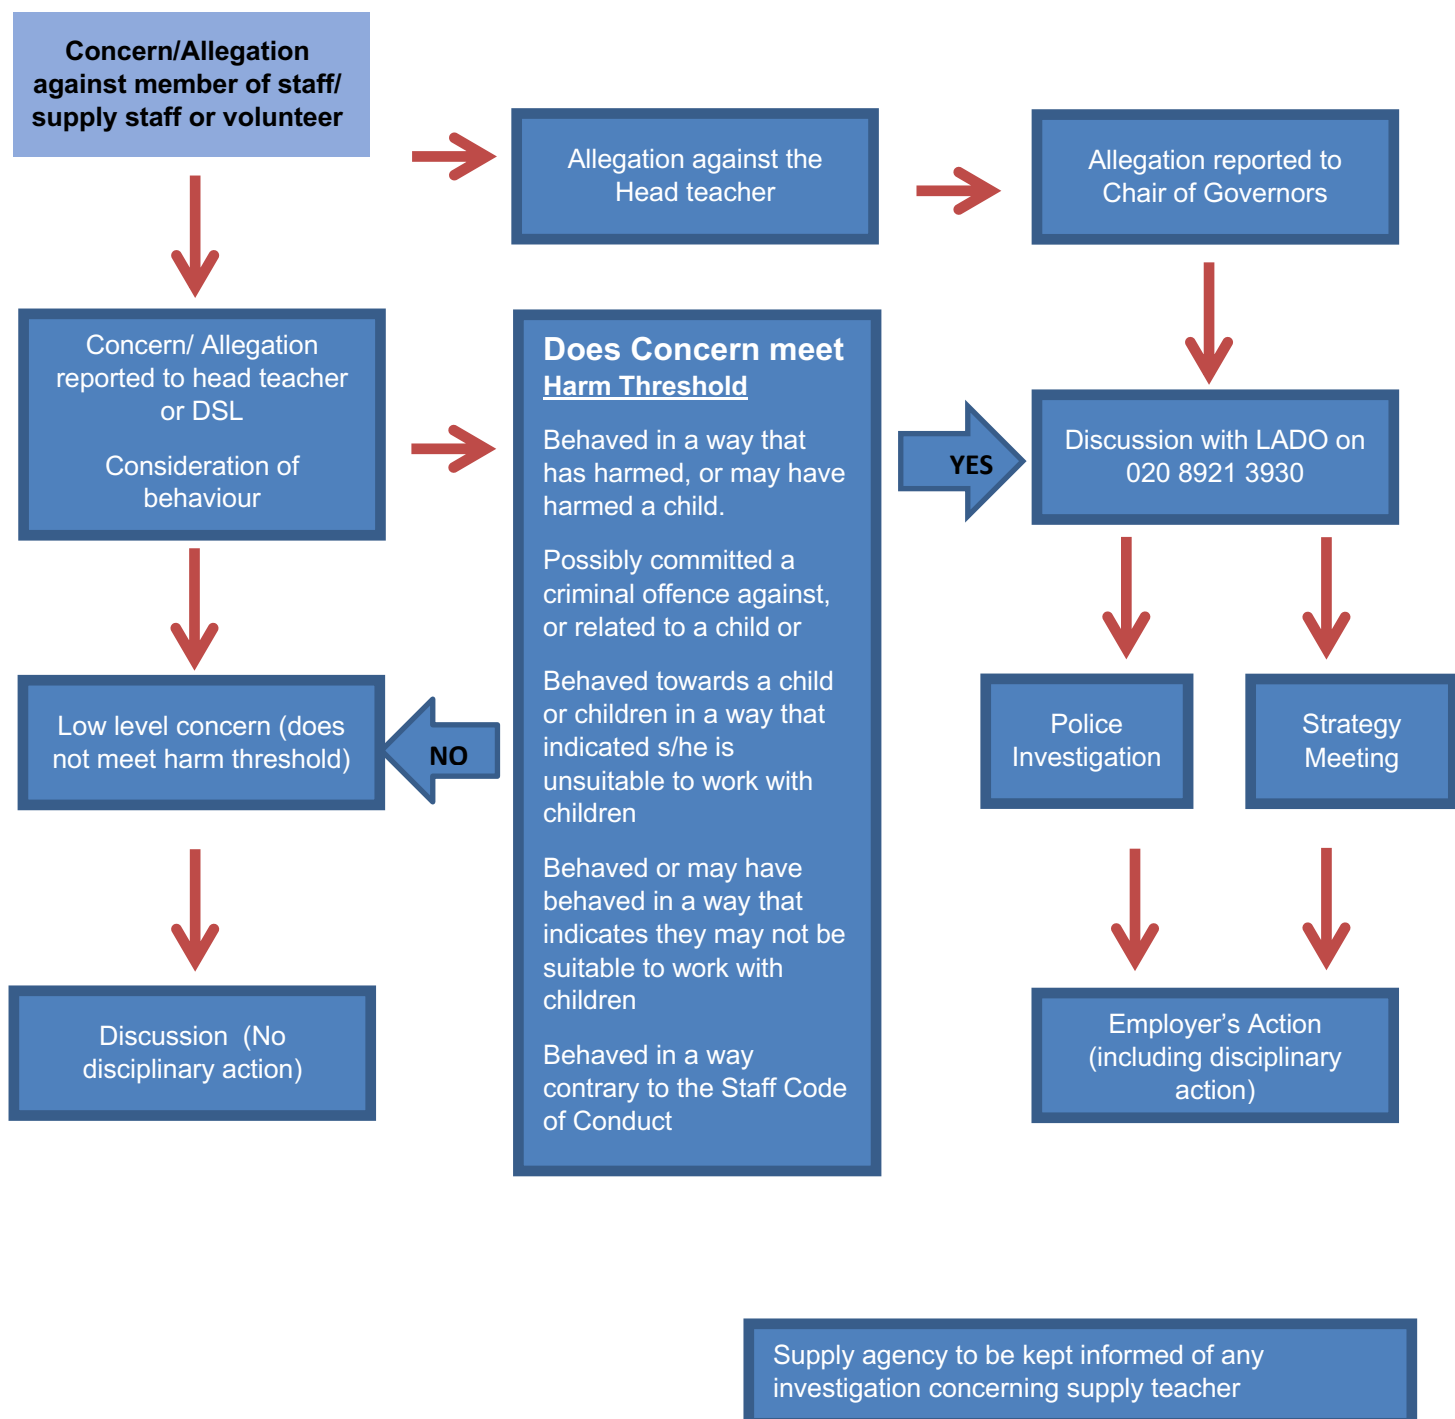 Concern/Allegation
against member of staff/
supply staff or volunteer
Allegation against the
Head teacher
Allegation reported to
Chair of Governors
Concern/ Allegation
reported to head teacher
or DSL
Consideration of
behaviour
Does Concern meet
Harm Threshold
Behaved in a way that
has harmed, or may have
harmed a child.
Possibly committed a
criminal offence against,
or related to a child or
Behaved towards a child
or children in a way that
indicated s/he is
unsuitable to work with
children
Behaved or may have
behaved in a way that
indicates they may not be
suitable to work with
children
Behaved in a way
contrary to the Staff Code
of Conduct
YES
Discussion with LADO on
020 8921 3930
Low level concern (does
not meet harm threshold)
NO
Police
Investigation
Strategy
Meeting
Discussion  (No
disciplinary action)
Employer’s Action
(including disciplinary
action)
Supply agency to be kept informed of any
investigation concerning supply teacher